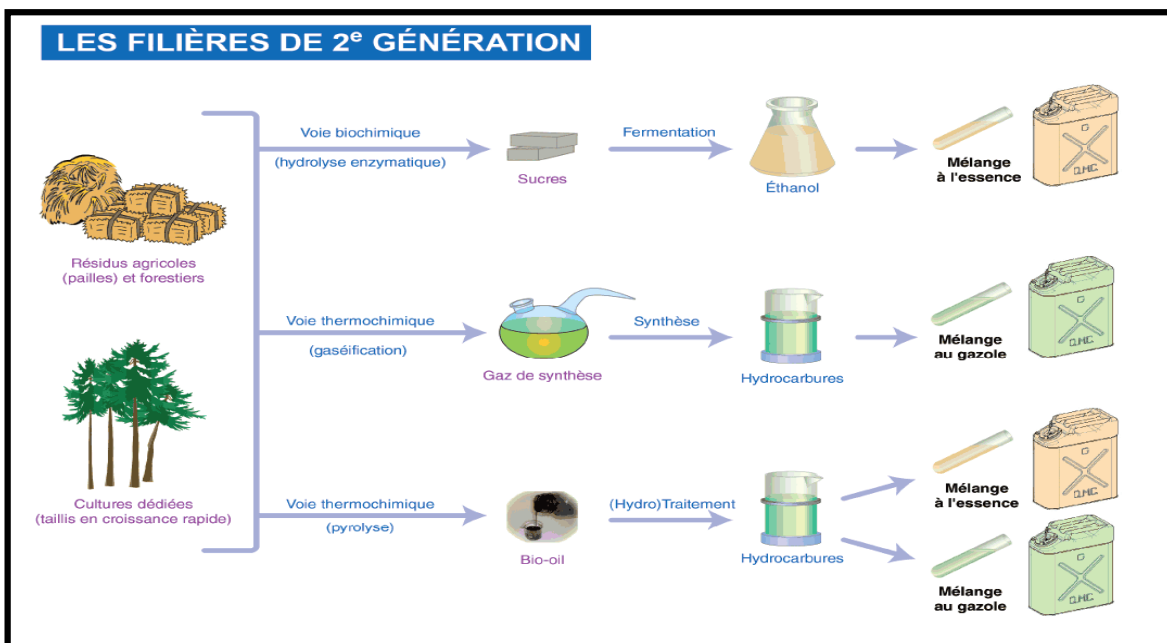 LES FILIÈRES DE 2e GÉNÉRATION
Résidus agricoles
(pailles) et forestiers
Cultures dédiées
(taillis en croissance rapide)
Voie biochimique
(hydrolyse enzymatique)
Sucres
Fermentation
Éthanol
Mélange
à l'essence
Voie thermochimique
(gaséification)
Gaz de synthèse
Synthèse
Hydrocarbures
Mélange
au gazole
Voie thermochimique
(pyrolyse)
Bio-oil
(Hydro)Traitement
Hydrocarbures
Mélange
à l'essence
Mélange
au gazole